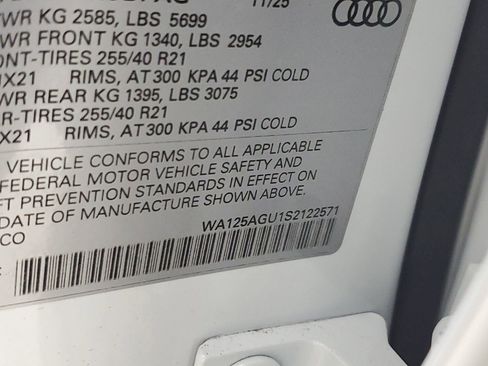 11/25
WR KG 2585, LBS 5699
WR FRONT KG 1340, LBS 2954
NT-TIRES 255/40 R21
X21 RIMS, AT 300 KPA 44 PSI COLD
WR REAR KG 1395, LBS 3075
R-TIRES 255/40 R21
X21 RIMS, AT 300 KPA 44 PSI COLD
VEHICLE CONFORMS TO ALL APPLICABLE
FEDERAL MOTOR VEHICLE SAFETY AND
FT PREVENTION STANDARDS IN EFFECT ON
DATE OF MANUFACTURE SHOWN ABOVE.
CO WA125AGU1S2122571